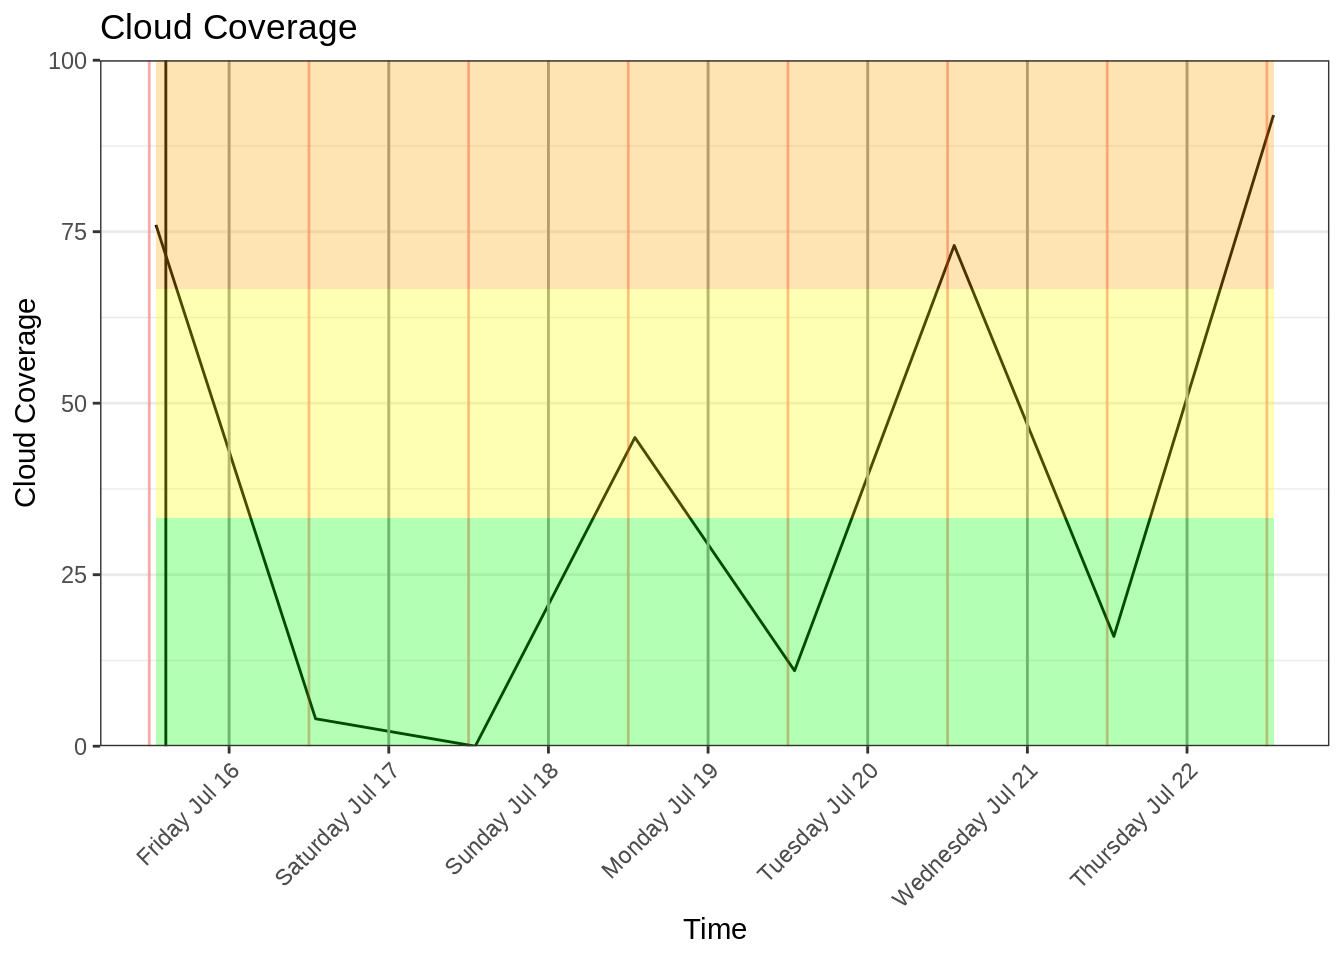 Cloud Coverage
100
75
50
25
0
Cloud Coverage
Friday Jul 16
Saturday Jul 17
Sunday Jul 18
Monday Jul 19
Tuesday Jul 20
Wednesday Jul 21
Thursday Jul 22
Time